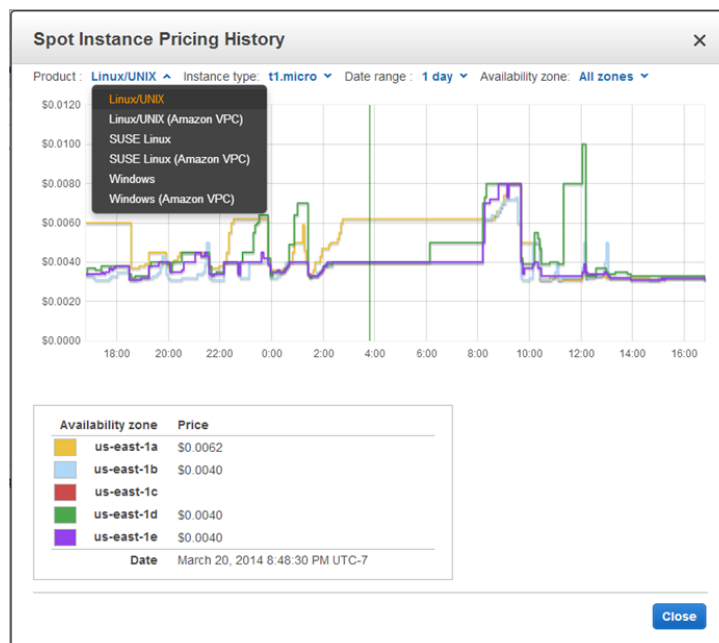 Spot Instance Pricing History
Product : Linux/UNIX Instance type: t1.micro Date range : 1 day Availability zone: All zones
Linux/UNIX
Linux/UNIX (Amazon VPC)
SUSE Linux
SUSE Linux (Amazon VPC)
Windows
Windows (Amazon VPC)
$0.0120
$0.0100
$0.0080
$0.0060
$0.0040
$0.0020
$0.0000
18:00 20:00 22:00 0:00 2:00 4:00 6:00 8:00 10:00 12:00 14:00 16:00
Availability zone Price
us-east-1a $0.0062
us-east-1b $0.0040
us-east-1c
us-east-1d $0.0040
us-east-1e $0.0040
Date March 20, 2014 8:48:30 PM UTC-7
Close